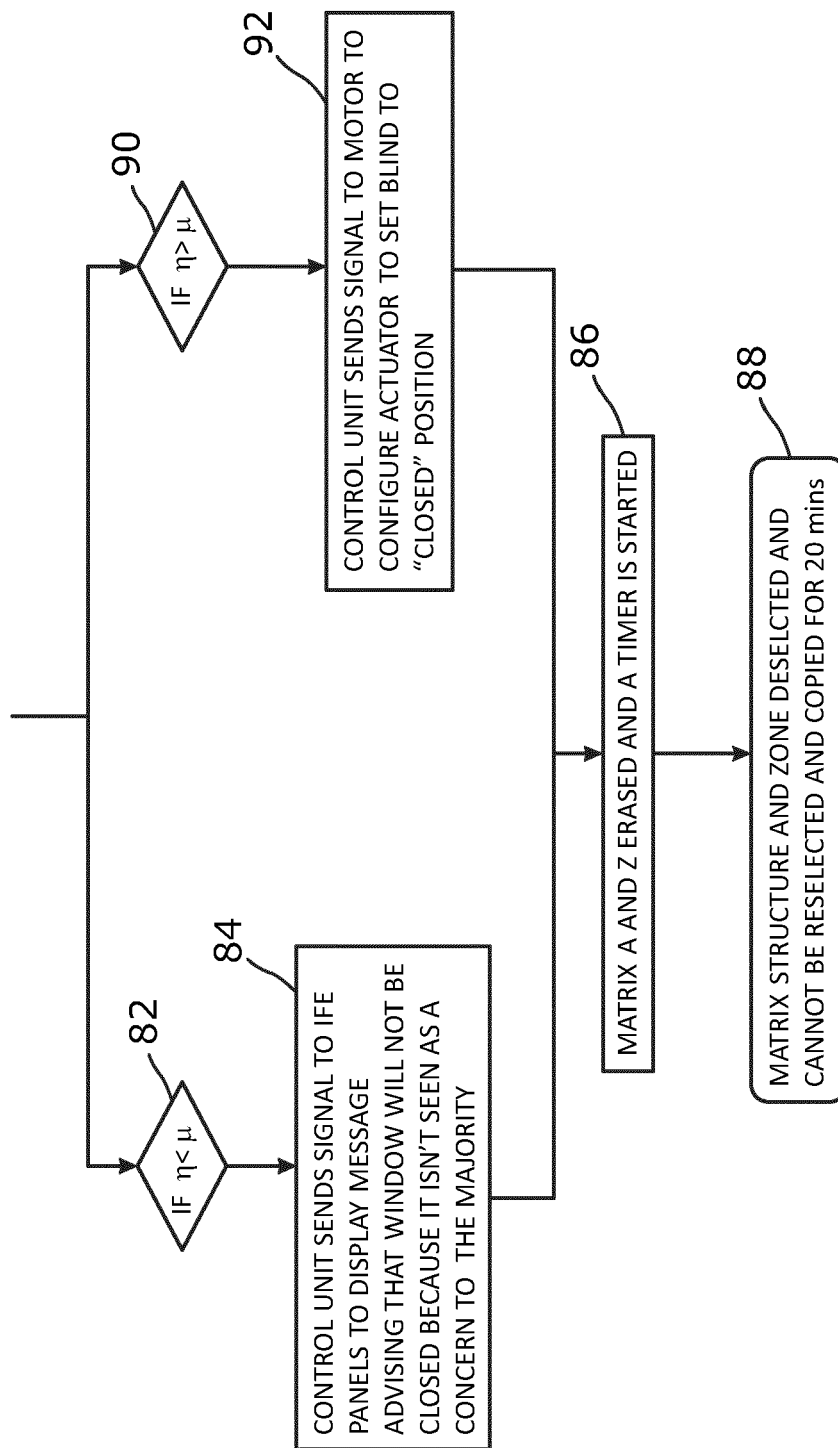 82
IF η< μ
90
IF η> μ
84
CONTROL UNIT SENDS SIGNAL TO IFE
PANELS TO DISPLAY MESSAGE
ADVISING THAT WINDOW WILL NOT BE
CLOSED BECAUSE IT ISN’T SEEN AS A
CONCERN TO THE MAJORITY
92
CONTROL UNIT SENDS SIGNAL TO MOTOR TO
CONFIGURE ACTUATOR TO SET BLIND TO
“CLOSED” POSITION
86
MATRIX A AND Z ERASED AND A TIMER IS STARTED
88
MATRIX STRUCTURE AND ZONE DESELCTED AND
CANNOT BE RESELECTED AND COPIED FOR 20 mins